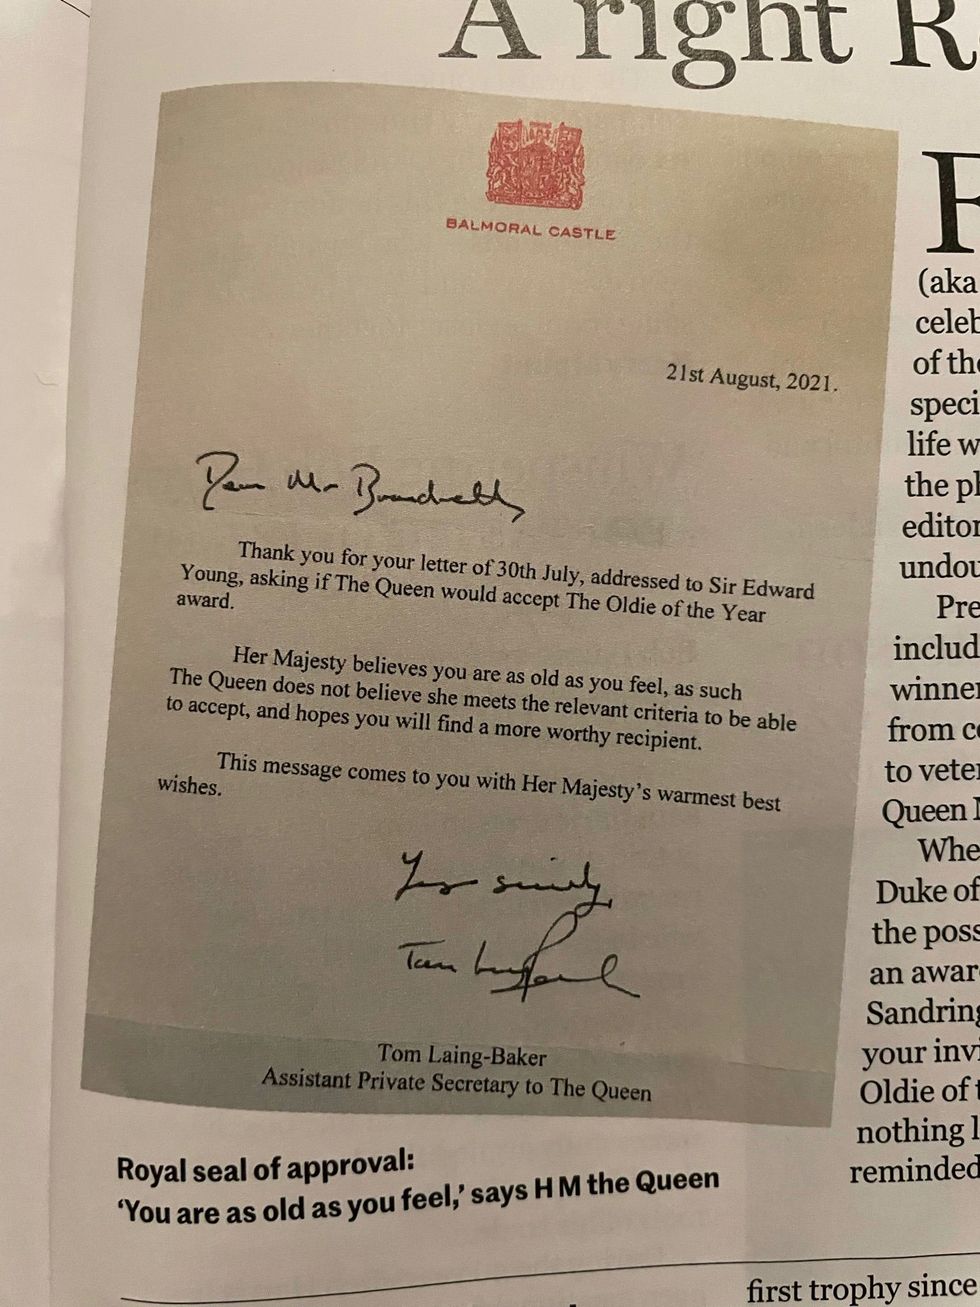 A right R
BALMORAL CASTLE
21st August, 2021.
Dear Mr Brandreth,
Thank you for your letter of 30th July, addressed to Sir Edward
Young, asking if The Queen would accept The Oldie of the Year
award.
Her Majesty believes you are as old as you feel, as such
The Queen does not believe she meets the relevant criteria to be able
to accept, and hopes you will find a more worthy recipient.
This message comes to you with Her Majesty's warmest best
wishes.
Yours sincerely,
Tom Laing-Baker
Tom Laing-Baker
Assistant Private Secretary to The Queen
Royal seal of approval:
‘You are as old as you feel,’ says H M the Queen
F
(aka
celeb
of the
speci
life w
the pl
editor
undou
Pre
includ
winner
from co
to veter
Queen M
Whe
Duke of
the poss
an awar
Sandring
your invi
Oldie of t
nothing l
reminded
first trophy since